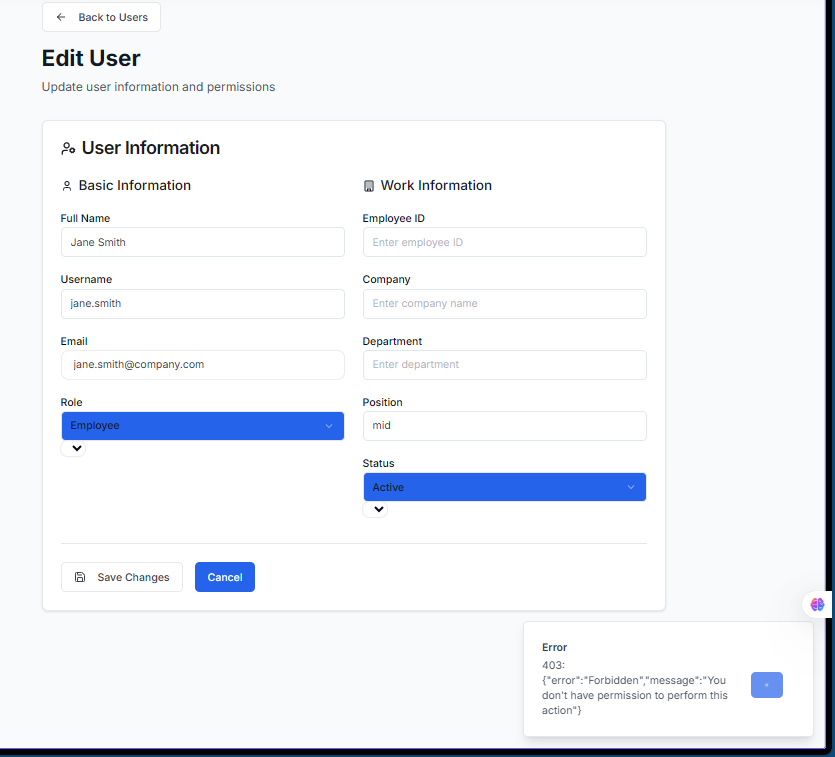 Back to Users
Edit User
Update user information and permissions
User Information
Basic Information
Full Name
Jane Smith
Username
jane.smith
Email
jane.smith@company.com
Role
Employee
Work Information
Employee ID
Enter employee ID
Company
Enter company name
Department
Enter department
Position
mid
Status
Active
Save Changes
Cancel
Error
403:
{"error":"Forbidden","message":"You
don't have permission to perform this
action"}